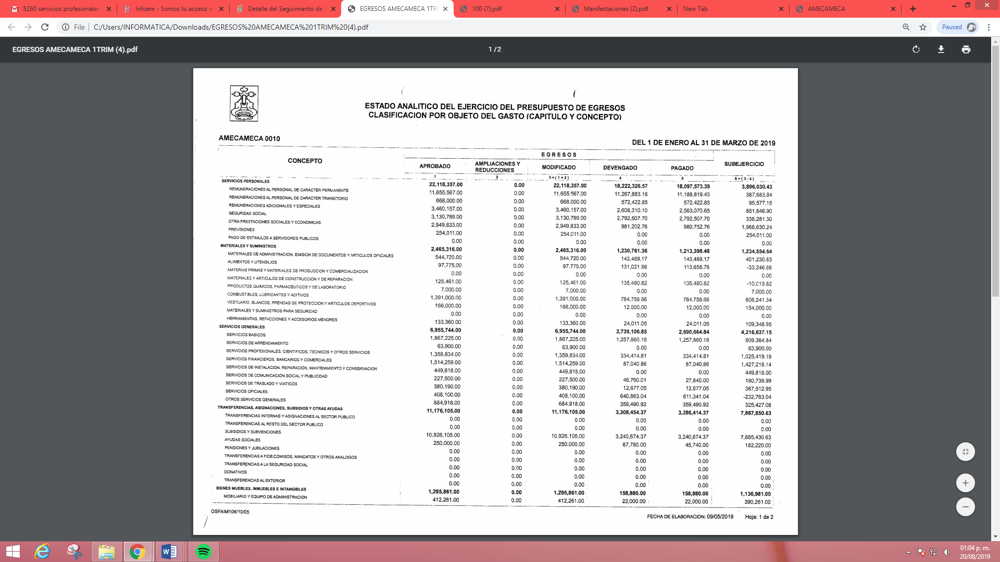 5260 servicios profesionales
Infoem - Somos tu acceso a
Detalle del Seguimiento de S
EGRESOS AMECAMECA 1TRI
100 (7).pdf
Manifestaciones (2).pdf
New Tab
AMECAMECA
File
C:/Users/INFORMATICA/Downloads/EGRESOS%20AMECAMECA%201TRIM%20(4).pdf
Paused
EGRESOS AMECAMECA 1TRIM (4).pdf
1 / 2
ESTADO ANALITICO DEL EJERCICIO DEL PRESUPUESTO DE EGRESOS
CLASIFICACION POR OBJETO DEL GASTO (CAPITULO Y CONCEPTO)
AMECAMECA 0010
DEL 1 DE ENERO AL 31 DE MARZO DE 2019
CONCEPTO
E G R E S O S
SUBEJERCICIO
APROBADO AMPLIACIONES Y REDUCCIONES MODIFICADO DEVENGADO PAGADO
1 2 3 = ( 1 + 2 ) 4 5 6 = ( 3 - 4 )
SERVICIOS PERSONALES 22,118,357.00 0.00 22,118,357.00 18,222,326.57 18,097,573.39 3,896,030.43
REMUNERACIONES AL PERSONAL DE CARÁCTER PERMANENTE 11,655,567.00 0.00 11,655,567.00 11,267,883.16 11,188,819.43 387,683.84
REMUNERACIONES AL PERSONAL DE CARÁCTER TRANSITORIO 668,000.00 0.00 668,000.00 572,422.85 572,422.85 95,577.15
REMUNERACIONES ADICIONALES Y ESPECIALES 3,460,157.00 0.00 3,460,157.00 2,608,310.10 2,563,070.65 851,846.90
SEGURIDAD SOCIAL 3,130,789.00 0.00 3,130,789.00 2,792,507.70 2,792,507.70 338,281.30
OTRA PRESTACIONES SOCIALES Y ECONOMICAS 2,949,833.00 0.00 2,949,833.00 981,202.76 980,752.76 1,968,630.24
PREVISIONES 254,011.00 0.00 254,011.00 0.00 0.00 254,011.00
PAGO DE ESTIMULOS A SERVIDORES PUBLICOS 0.00 0.00 0.00 0.00 0.00 0.00
MATERIALES Y SUMINISTROS 2,465,316.00 0.00 2,465,316.00 1,230,761.36 1,213,398.48 1,234,554.64
MATERIALES DE ADMINISTRACION, EMISION DE DOCUMENTOS Y ARTICULOS OFICIALES 544,720.00 0.00 544,720.00 143,489.17 143,489.17 401,230.83
ALIMENTOS Y UTENSILIOS 97,775.00 0.00 97,775.00 131,021.66 113,658.78 -33,246.66
MATERIAS PRIMAS Y MATERIALES DE PRODUCCION Y COMERCIALIZACION 0.00 0.00 0.00 0.00 0.00 0.00
MATERIALES Y ARTICULOS DE CONSTRUCCION Y DE REPARACION 125,461.00 0.00 125,461.00 135,480.82 135,480.82 -10,019.82
PRODUCTOS QUIMICOS, FARMACEUTICOS Y DE LABORATORIO 7,000.00 0.00 7,000.00 0.00 0.00 7,000.00
COMBUSTIBLES, LUBRICANTES Y ADITIVOS 1,391,000.00 0.00 1,391,000.00 784,758.66 784,758.66 606,241.34
VESTUARIO, BLANCOS, PRENDAS DE PROTECCION Y ARTICULOS DEPORTIVOS 166,000.00 0.00 166,000.00 12,000.00 12,000.00 154,000.00
MATERIALES Y SUMINISTROS PARA SEGURIDAD 0.00 0.00 0.00 0.00 0.00 0.00
HERRAMIENTAS, REFACCIONES Y ACCESORIOS MENORES 133,360.00 0.00 133,360.00 24,011.05 24,011.05 109,348.95
SERVICIOS GENERALES 6,955,744.00 0.00 6,955,744.00 2,739,106.85 2,690,664.84 4,216,637.15
SERVICIOS BASICOS 1,867,225.00 0.00 1,867,225.00 1,257,860.16 1,257,860.16 609,364.84
SERVICIOS DE ARRENDAMIENTO 63,900.00 0.00 63,900.00 0.00 0.00 63,900.00
SERVICIOS PROFESIONALES, CIENTIFICOS, TECNICOS Y OTROS SERVICIOS 1,359,834.00 0.00 1,359,834.00 334,414.81 334,414.81 1,025,419.19
SERVICIOS FINANCIEROS, BANCARIOS Y COMERCIALES 1,514,259.00 0.00 1,514,259.00 87,040.86 87,040.86 1,427,218.14
SERVICIOS DE INSTALACION, REPARACION, MANTENIMIENTO Y CONSERVACION 449,818.00 0.00 449,818.00 0.00 0.00 449,818.00
SERVICIOS DE COMUNICACIÓN SOCIAL Y PUBLICIDAD 227,500.00 0.00 227,500.00 46,760.01 27,840.00 180,739.99
SERVICIOS DE TRASLADO Y VIATICOS 380,190.00 0.00 380,190.00 12,677.05 12,677.05 367,512.95
SERVICIOS OFICIALES 408,100.00 0.00 408,100.00 640,863.04 611,341.04 -232,763.04
OTROS SERVICIOS GENERALES 684,918.00 0.00 684,918.00 359,490.92 359,490.92 325,427.08
TRANSFERENCIAS, ASIGNACIONES, SUBSIDIOS Y OTRAS AYUDAS 11,176,105.00 0.00 11,176,105.00 3,308,454.37 3,286,414.37 7,867,650.63
TRANSFERENCIAS INTERNAS Y ASIGNACIONES AL SECTOR PUBLICO 0.00 0.00 0.00 0.00 0.00 0.00
TRANSFERENCIAS AL RESTO DEL SECTOR PUBLICO 0.00 0.00 0.00 0.00 0.00 0.00
SUBSIDIOS Y SUBVENCIONES 10,926,105.00 0.00 10,926,105.00 3,240,674.37 3,240,674.37 7,685,430.63
AYUDAS SOCIALES 250,000.00 0.00 250,000.00 67,780.00 45,740.00 182,220.00
PENSIONES Y JUBILACIONES 0.00 0.00 0.00 0.00 0.00 0.00
TRANSFERENCIAS A FIDEICOMISOS, MANDATOS Y OTROS ANALOGOS 0.00 0.00 0.00 0.00 0.00 0.00
TRANSFERENCIAS A LA SEGURIDAD SOCIAL 0.00 0.00 0.00 0.00 0.00 0.00
DONATIVOS 0.00 0.00 0.00 0.00 0.00 0.00
TRANSFERENCIAS AL EXTERIOR 0.00 0.00 0.00 0.00 0.00 0.00
BIENES MUEBLES, INMUEBLES E INTANGIBLES 1,295,861.00 0.00 1,295,861.00 158,880.00 158,880.00 1,136,981.00
MOBILIARIO Y EQUIPO DE ADMINISTRACION 412,261.00 0.00 412,261.00 22,000.00 22,000.00 390,261.00
OSFAIM106/10/05
FECHA DE ELABORACION: 09/05/2019 Hoja: 1 de 2
01:04 p. m.
20/08/2019